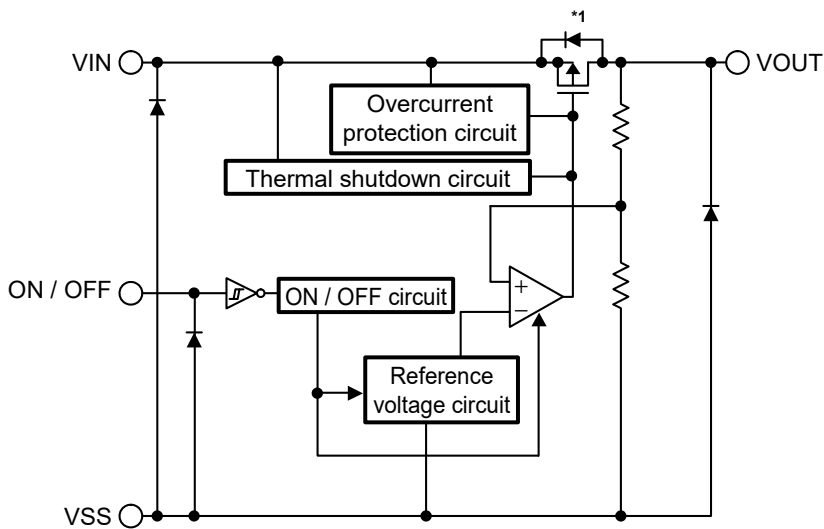 *1
VIN
VOUT
Overcurrent
protection circuit
Thermal shutdown circuit
+
−
ON / OFF
ON / OFF circuit
Reference
voltage circuit
VSS